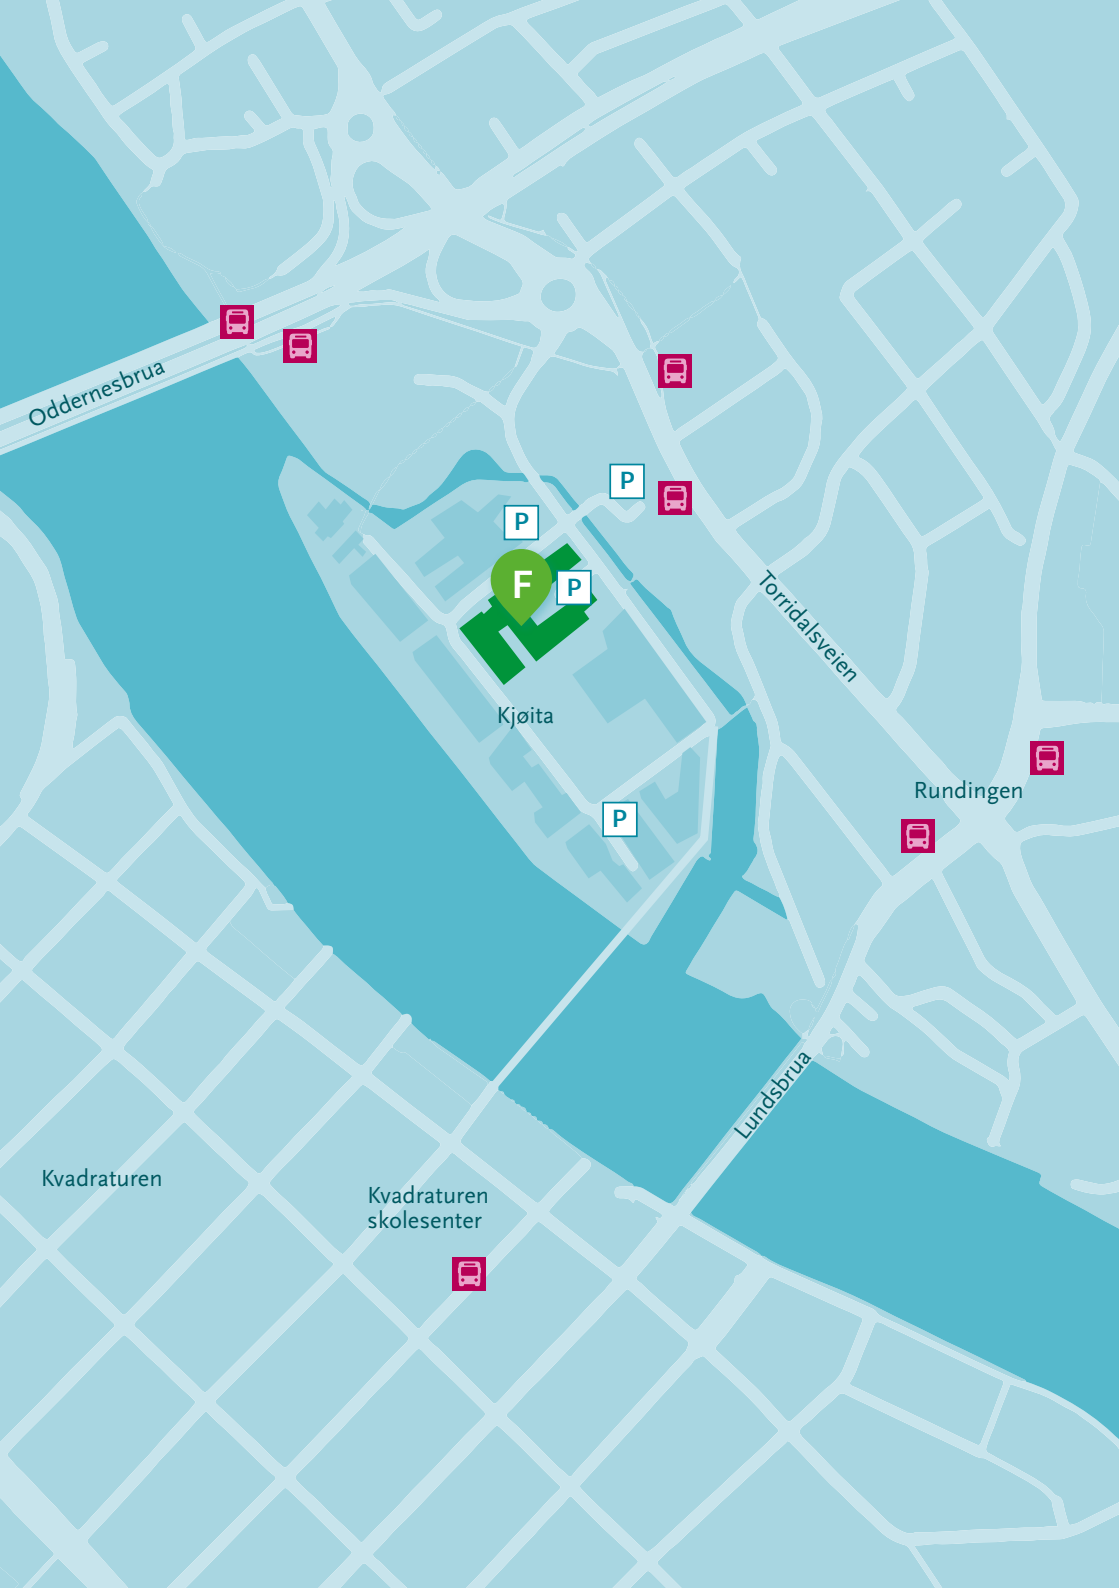 Oddernesbrua
P
P
F
P
Torridalsveien
Kjøita
Rundingen
P
Lundsbrua
Kvadraturen
Kvadraturen
skolesenter